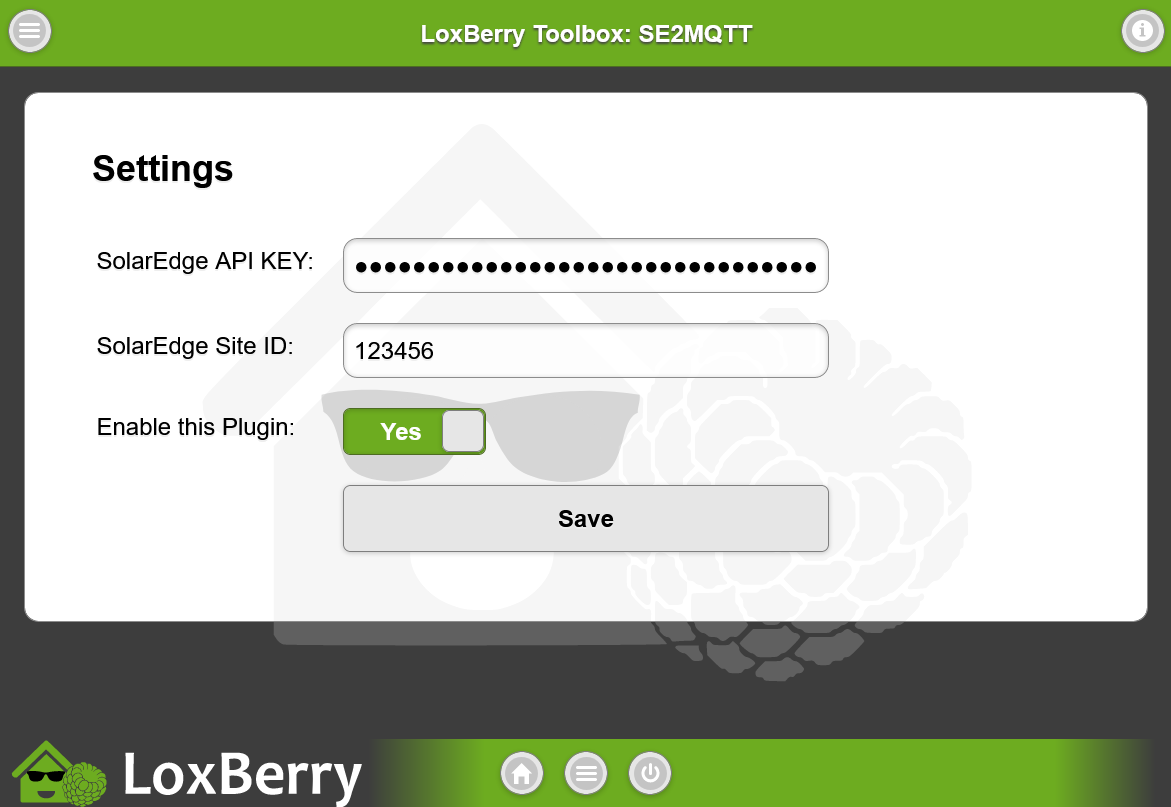 LoxBerry Toolbox: SE2MQTT
Settings
SolarEdge API KEY: ••••••••••••••••••••••••••••••••
SolarEdge Site ID: 123456
Enable this Plugin: Yes
Save
LoxBerry